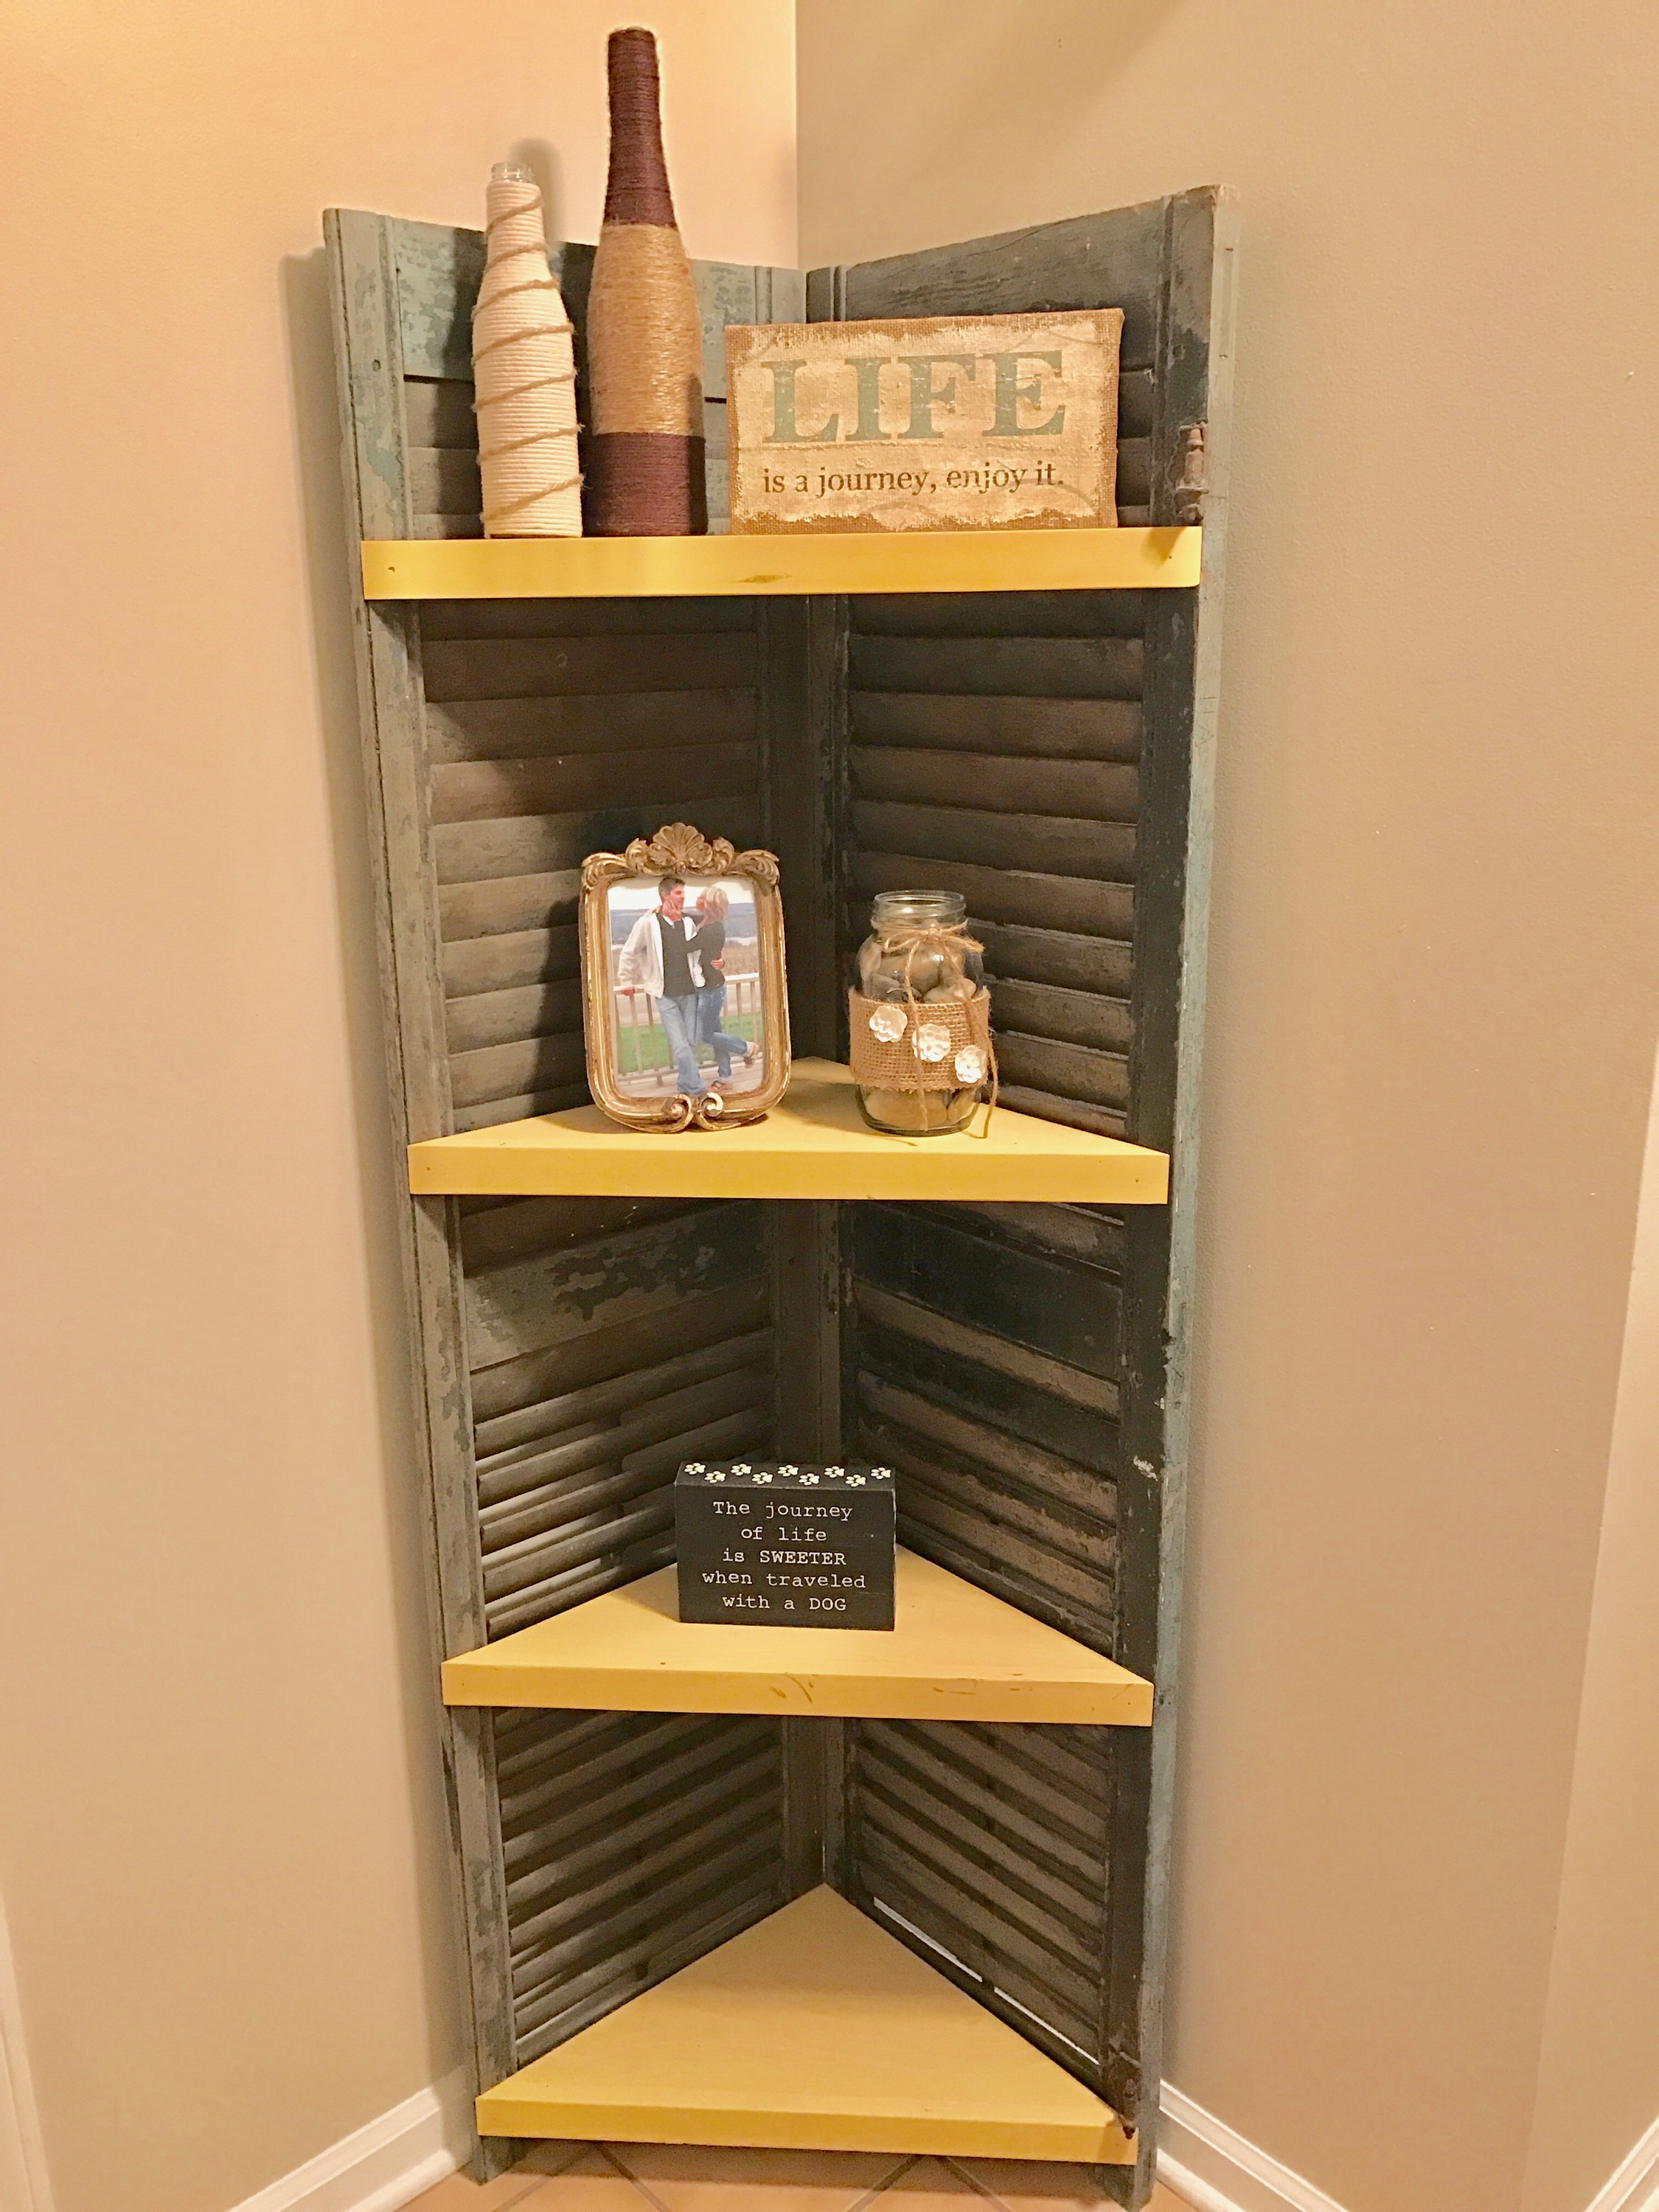 LIFE
is a journey, enjoy it.
The journey
of life
is SWEETER
when traveled
with a DOG